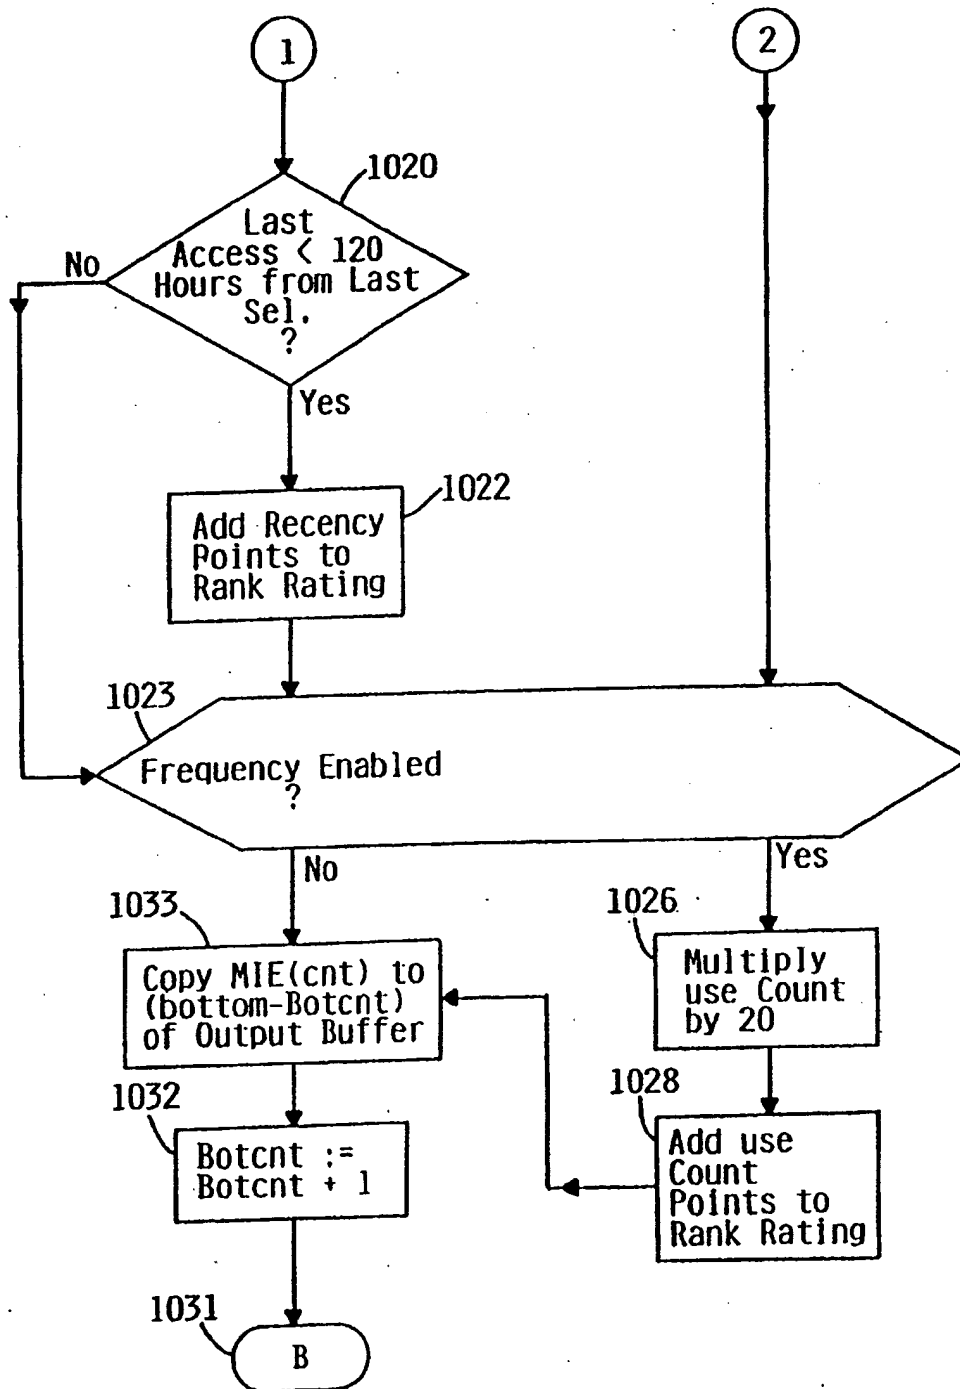 1
2
1020
Last
Access < 120
Hours from Last
Sel.
?
No
Yes
1022
Add Recency
Points to
Rank Rating
1023
Frequency Enabled
?
No
Yes
1033
Copy MIE(cnt) to
(bottom-Botcnt)
of Output Buffer
1026
Multiply
use Count
by 20
1032
Botcnt :=
Botcnt + 1
1028
Add use
Count
Points to
Rank Rating
1031
B